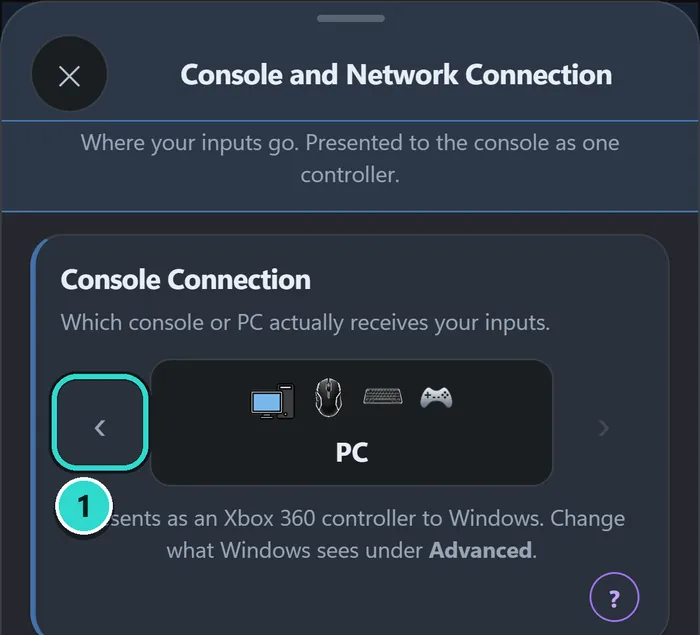 Console and Network Connection
Where your inputs go. Presented to the console as one
controller.
Console Connection
Which console or PC actually receives your inputs.
PC
1
sents as an Xbox 360 controller to Windows. Change
what Windows sees under Advanced.
?